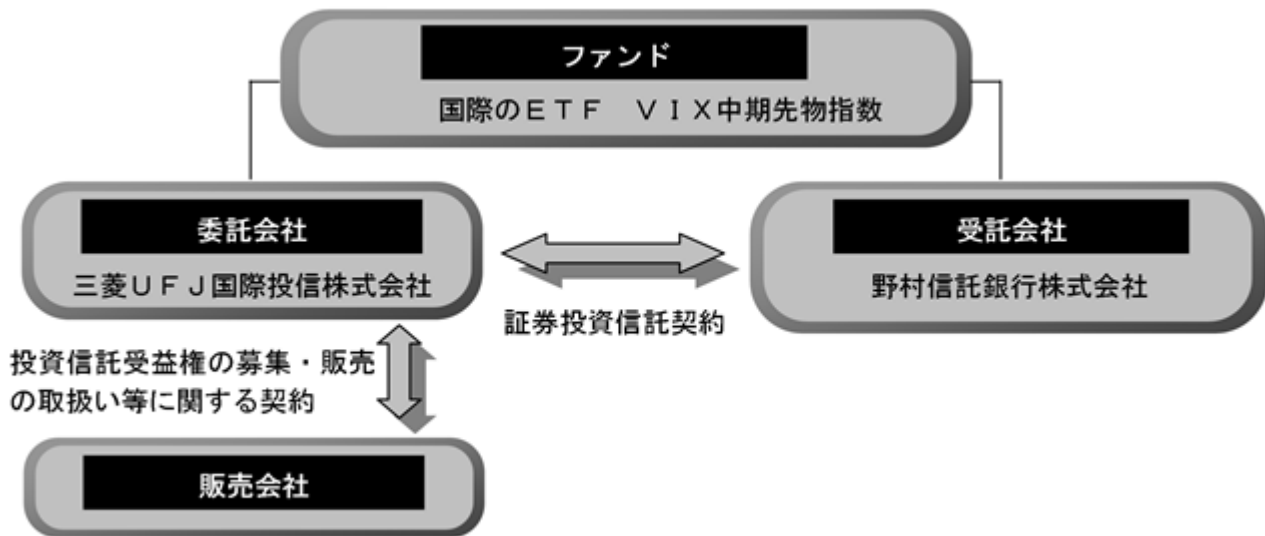 ファンド
国際のＥＴＦ　ＶＩＸ中期先物指数
委託会社
三菱ＵＦＪ国際投信株式会社
受託会社
野村信託銀行株式会社
証券投資信託契約
投資信託受益権の募集・販売
の取扱い等に関する契約
販売会社